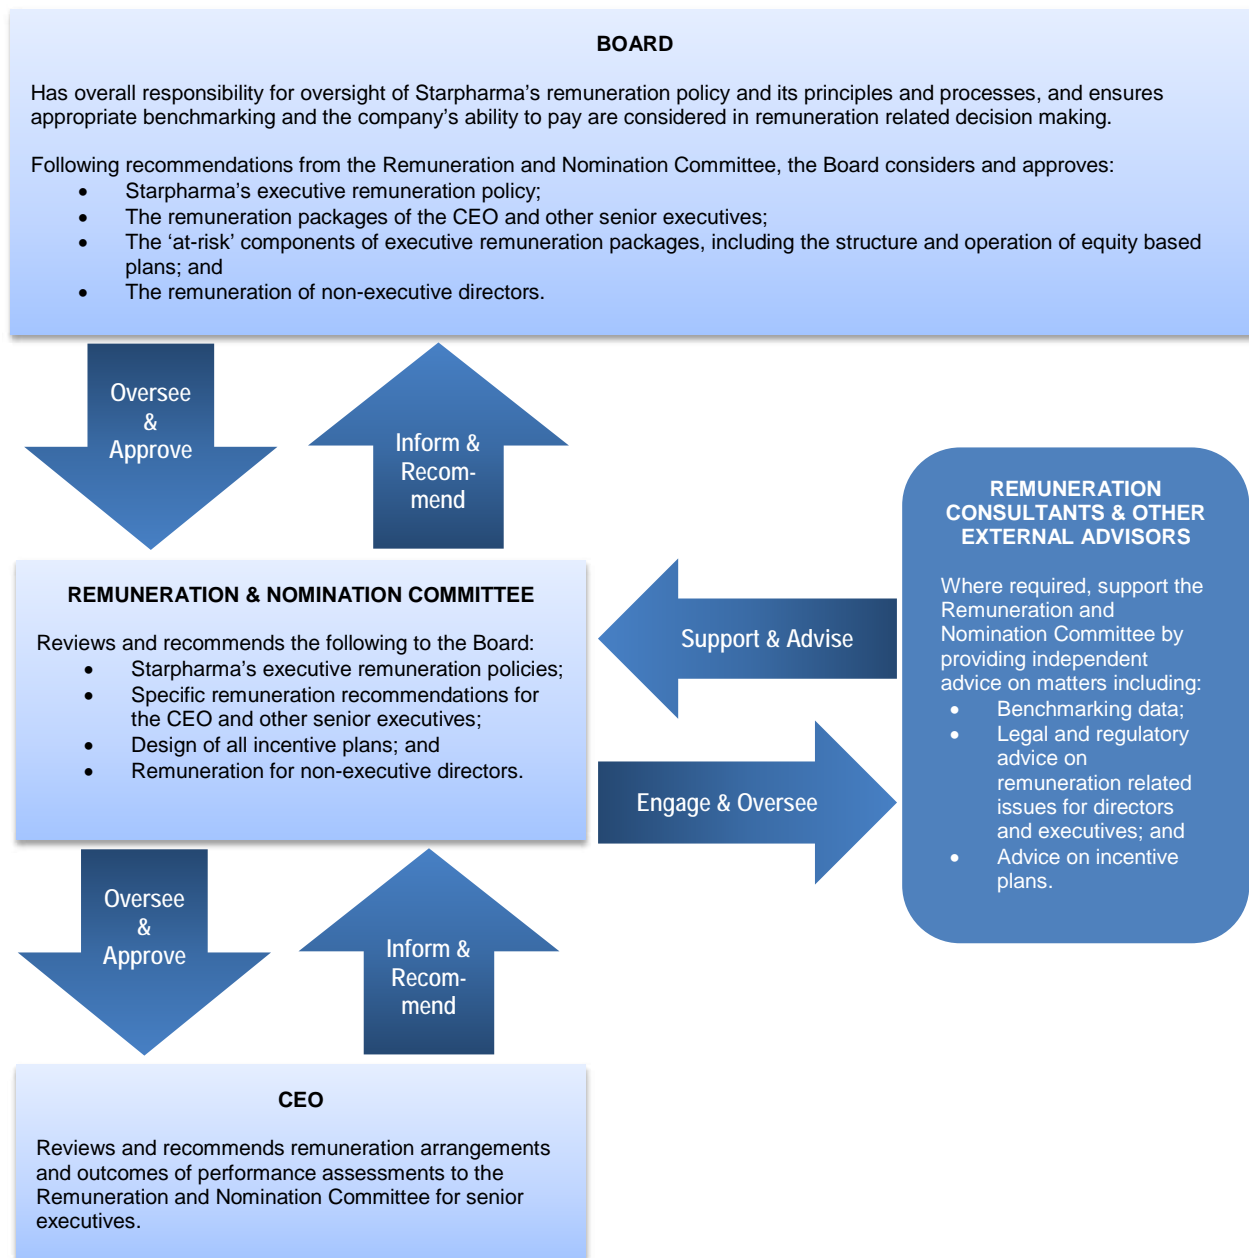 BOARD
Has overall responsibility for oversight of Starpharma’s remuneration policy and its principles and processes, and ensures
appropriate benchmarking and the company’s ability to pay are considered in remuneration related decision making.
Following recommendations from the Remuneration and Nomination Committee, the Board considers and approves:
• Starpharma’s executive remuneration policy;
• The remuneration packages of the CEO and other senior executives;
• The ‘at-risk’ components of executive remuneration packages, including the structure and operation of equity based
plans; and
• The remuneration of non-executive directors.
Oversee
&
Approve
Inform &
Recom-
mend
REMUNERATION & NOMINATION COMMITTEE
Reviews and recommends the following to the Board:
• Starpharma’s executive remuneration policies;
• Specific remuneration recommendations for
the CEO and other senior executives;
• Design of all incentive plans; and
• Remuneration for non-executive directors.
Support & Advise
Engage & Oversee
REMUNERATION
CONSULTANTS & OTHER
EXTERNAL ADVISORS
Where required, support the
Remuneration and
Nomination Committee by
providing independent
advice on matters including:
• Benchmarking data;
• Legal and regulatory
advice on
remuneration related
issues for directors
and executives; and
• Advice on incentive
plans.
Oversee
&
Approve
Inform &
Recom-
mend
CEO
Reviews and recommends remuneration arrangements
and outcomes of performance assessments to the
Remuneration and Nomination Committee for senior
executives.